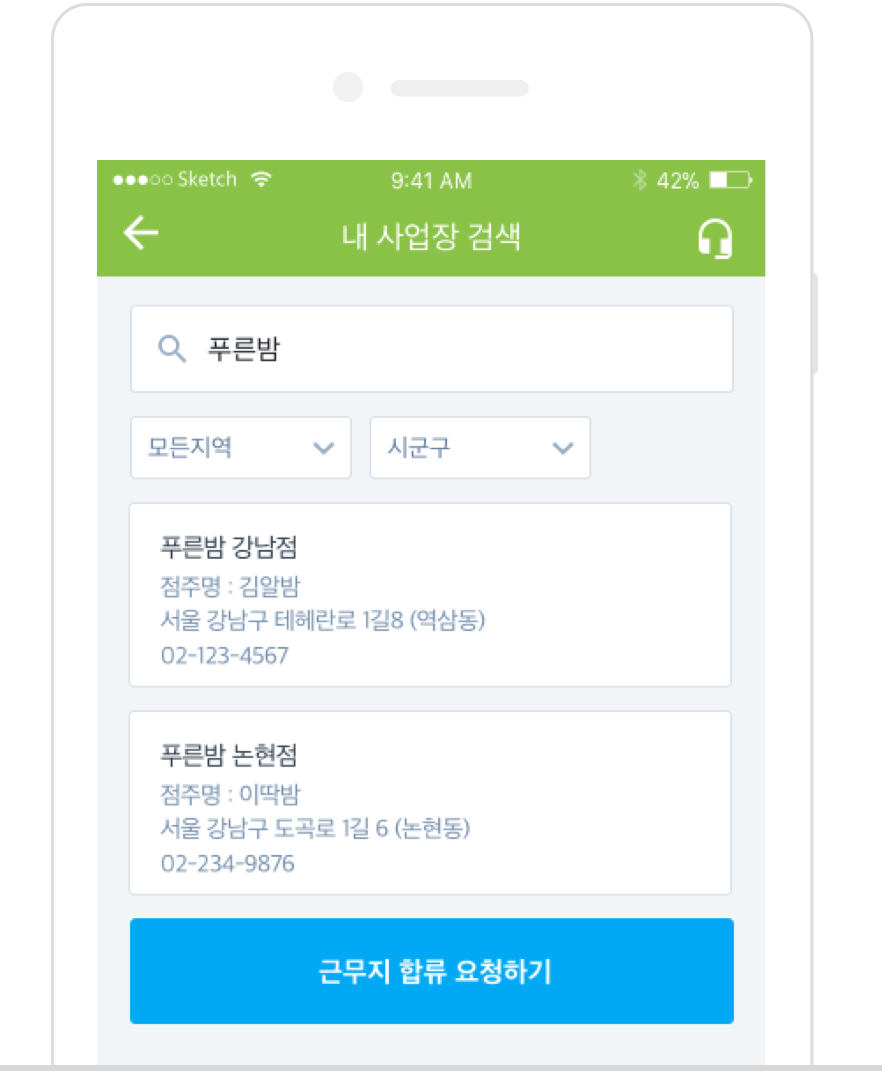 Sketch 9:41 AM 42%
내 사업장 검색
푸른밤
모든지역 시군구
푸른밤 강남점
점주명 : 김알밤
서울 강남구 테헤란로 1길8 (역삼동)
02-123-4567
푸른밤 논현점
점주명 : 이딱밤
서울 강남구 도곡로 1길 6 (논현동)
02-234-9876
근무지 합류 요청하기